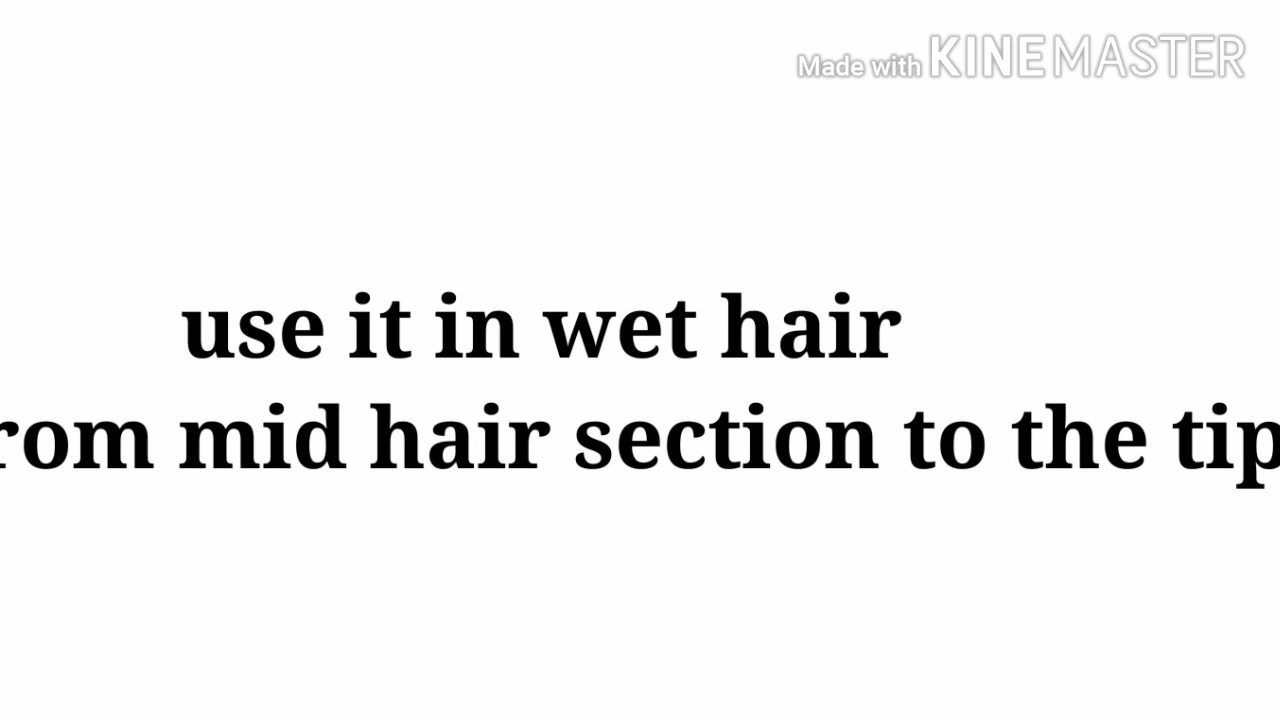 Made with KINEMASTER
use it in wet hair
rom mid hair section to the tip